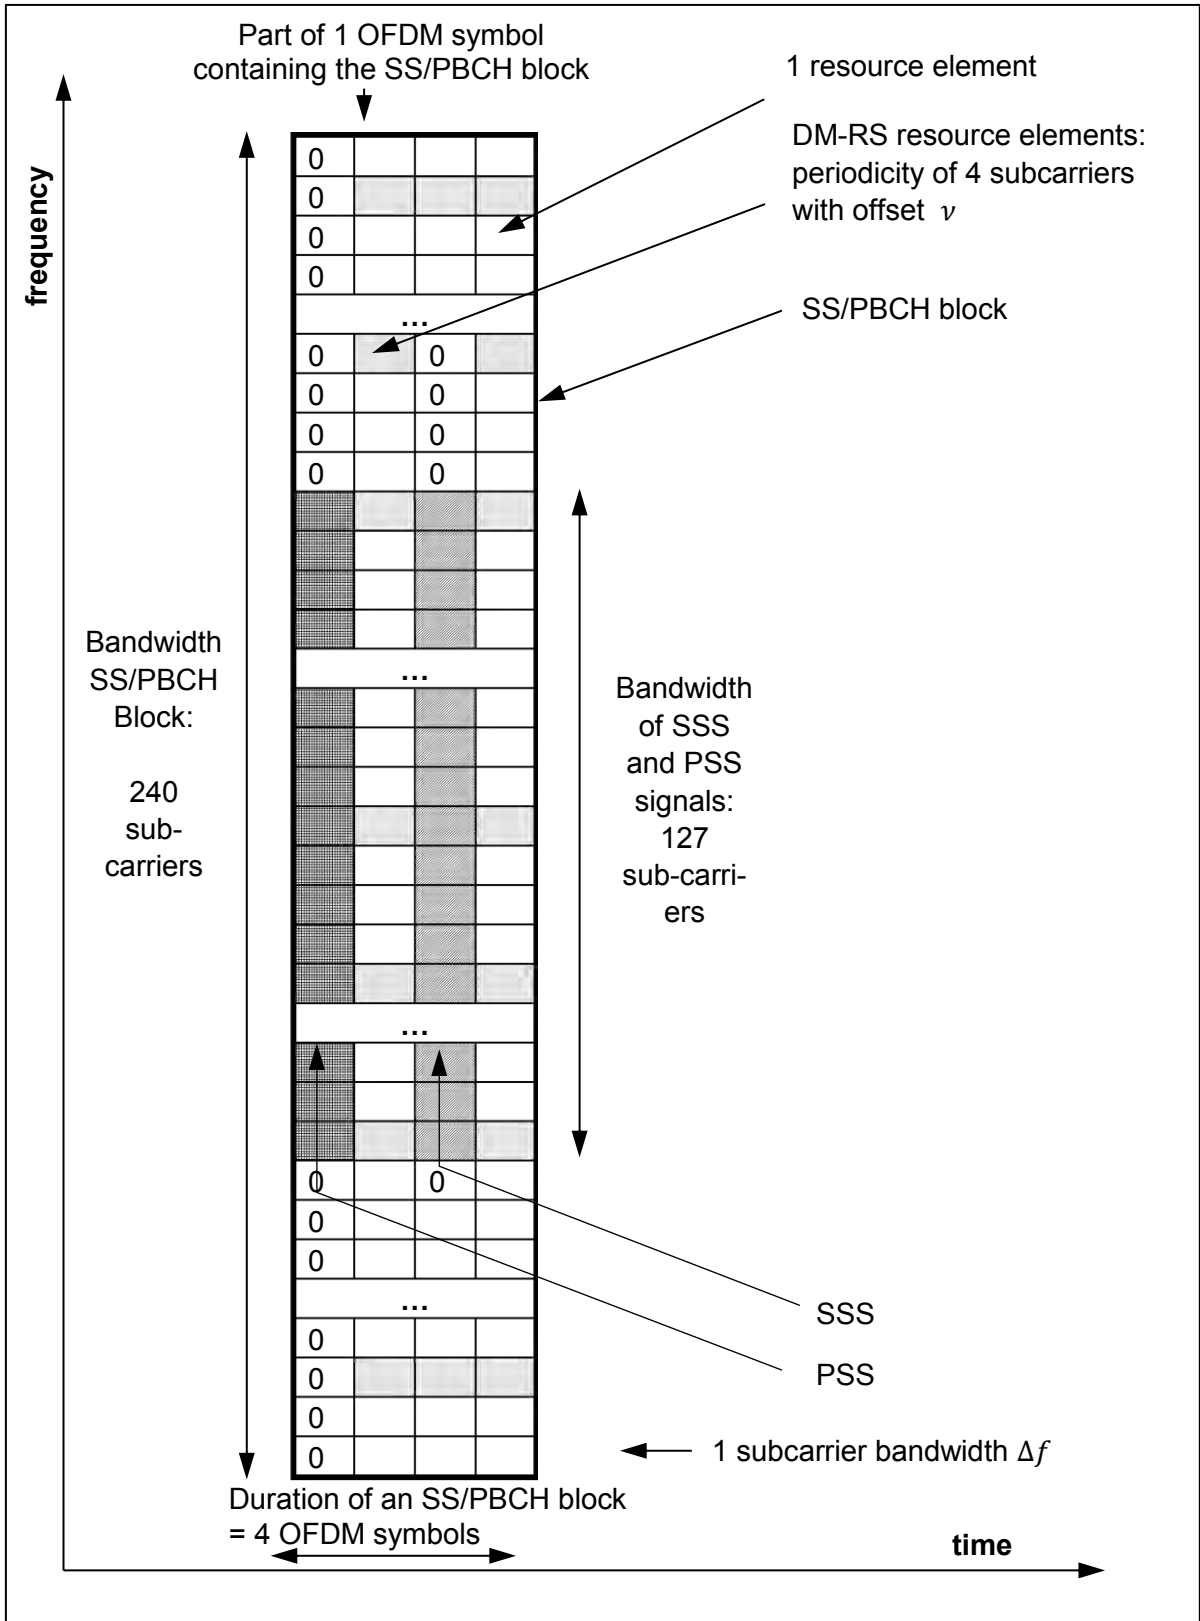 Part of 1 OFDM symbol
containing the SS/PBCH block
1 resource element
DM-RS resource elements:
periodicity of 4 subcarriers
with offset ν
SS/PBCH block
frequency
0
0
0
0
...
0 0
0 0
0 0
0 0
...
Bandwidth
SS/PBCH
Block:
240
sub-
carriers
Bandwidth
of SSS
and PSS
signals:
127
sub-carri-
ers
...
0 0
0
0
...
0
0
0
0
SSS
PSS
1 subcarrier bandwidth Δf
Duration of an SS/PBCH block
= 4 OFDM symbols
time